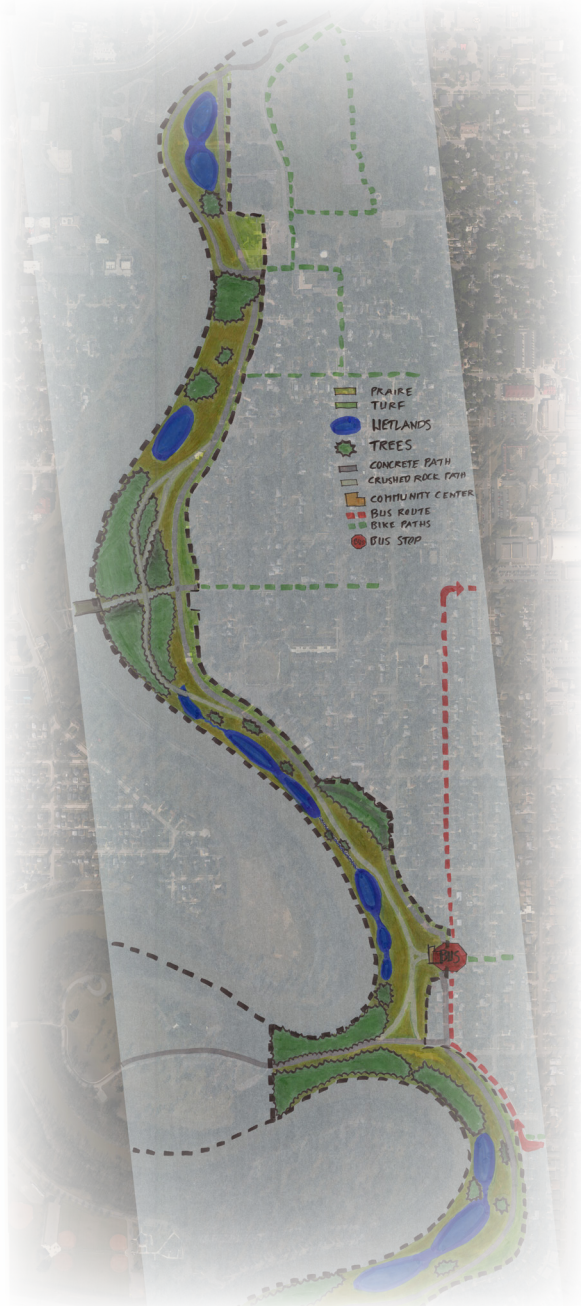 PRAIRE
TURF
WETLANDS
TREES
CONCRETE PATH
CRUSHED ROCK PATH
COMMUNITY CENTER
BUS ROUTE
BIKE PATHS
BUS STOP
BUS